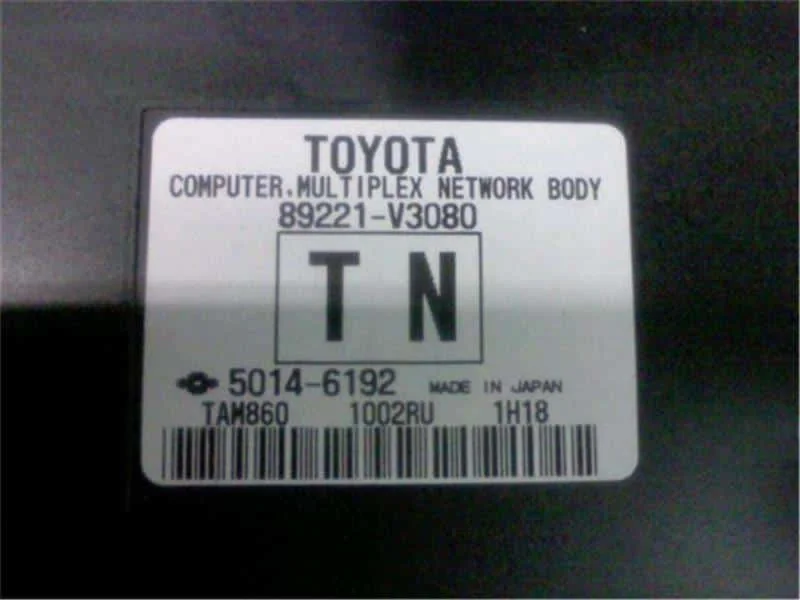 TOYOTA
COMPUTER.MULTIPLEX NETWORK BODY
89221-V3080
T N
5014-6192 MADE IN JAPAN
TAM860 1002RU 1H18